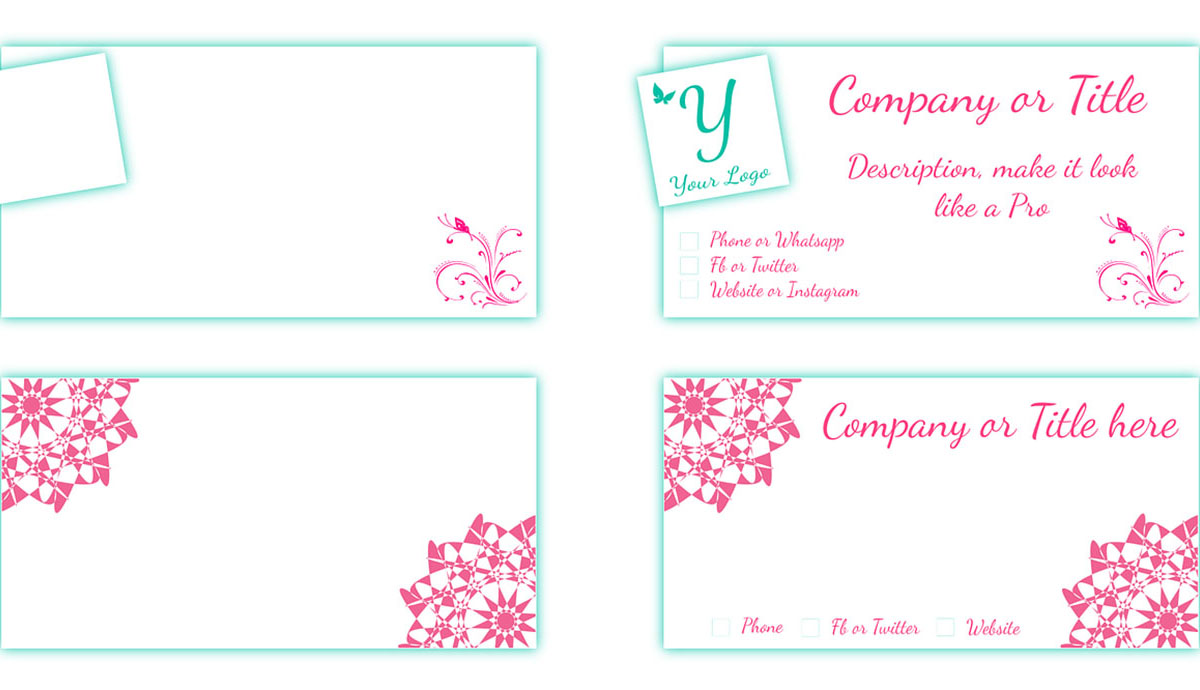 Y
Your Logo
Company or Title
Description, make it look
like a Pro
Phone or Whatsapp
Fb or Twitter
Website or Instagram
Company or Title here
Phone
Fb or Twitter
Website